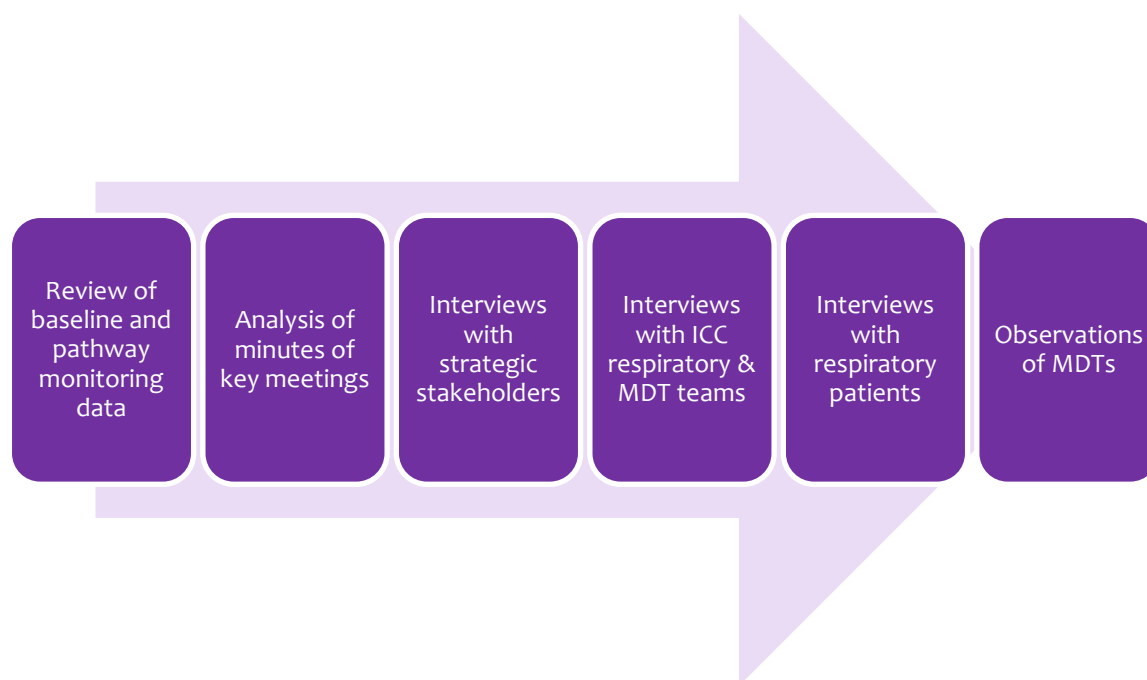 Review of
baseline and
pathway
monitoring
data
Analysis of
minutes of
key meetings
Interviews
with
strategic
stakeholders
Interviews
with ICC
respiratory &
MDT teams
Interviews
with
respiratory
patients
Observations
of MDTs